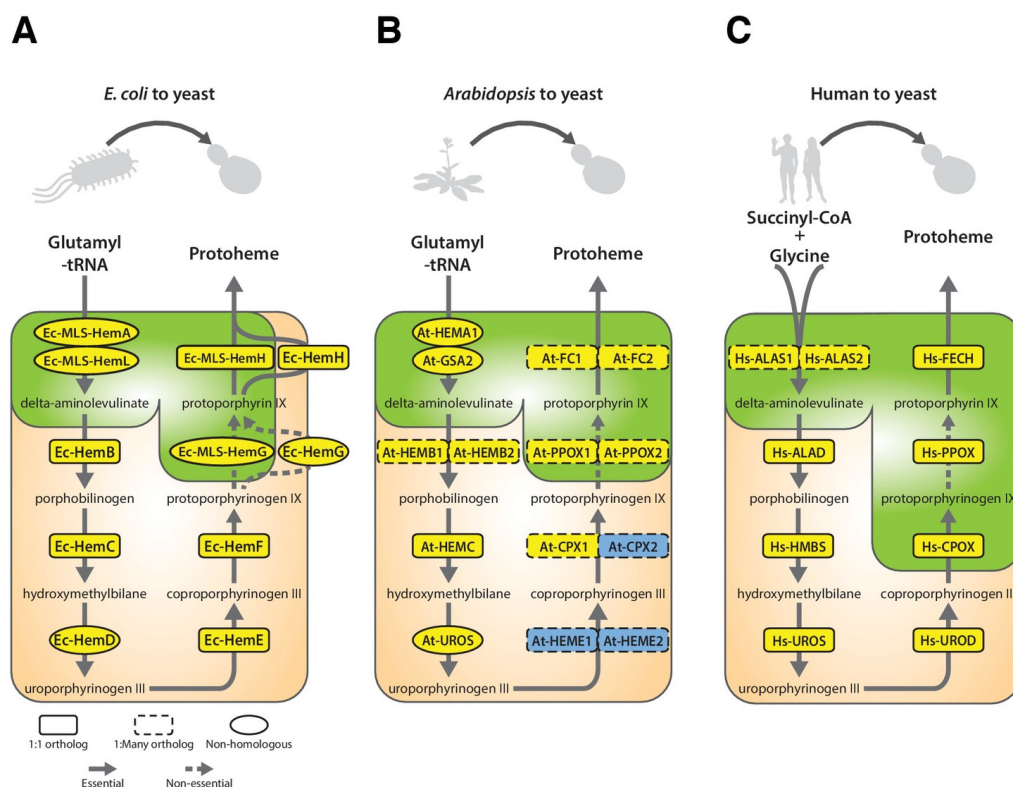 A
E. coli to yeast
Glutamyl
-tRNA
Protoheme
Ec-MLS-HemA
Ec-MLS-HemL
Ec-MLS-HemH
Ec-HemH
delta-aminolevulinate
protoporphyrin IX
Ec-HemB
Ec-MLS-HemG
Ec-HemG
porphobilinogen
protoporphyrinogen IX
Ec-HemC
Ec-HemF
hydroxymethylbilane
coproporphyrinogen III
Ec-HemD
Ec-HemE
uroporphyrinogen III
1:1 ortholog
1:Many ortholog
Non-homologous
Essential
Non-essential
B
Arabidopsis to yeast
Glutamyl
-tRNA
Protoheme
At-HEMA1
At-GSA2
At-FC1
At-FC2
delta-aminolevulinate
protoporphyrin IX
At-HEMB1
At-HEMB2
At-PPOX1
At-PPOX2
porphobilinogen
protoporphyrinogen IX
At-HEMC
At-CPX1
At-CPX2
hydroxymethylbilane
coproporphyrinogen III
At-UROS
At-HEME1
At-HEME2
uroporphyrinogen III
C
Human to yeast
Succinyl-CoA
+
Glycine
Protoheme
Hs-ALAS1
Hs-ALAS2
Hs-FECH
delta-aminolevulinate
protoporphyrin IX
Hs-ALAD
Hs-PPOX
porphobilinogen
protoporphyrinogen IX
Hs-HMBS
Hs-CPOX
hydroxymethylbilane
coproporphyrinogen II
Hs-UROS
Hs-UROD
uroporphyrinogen III